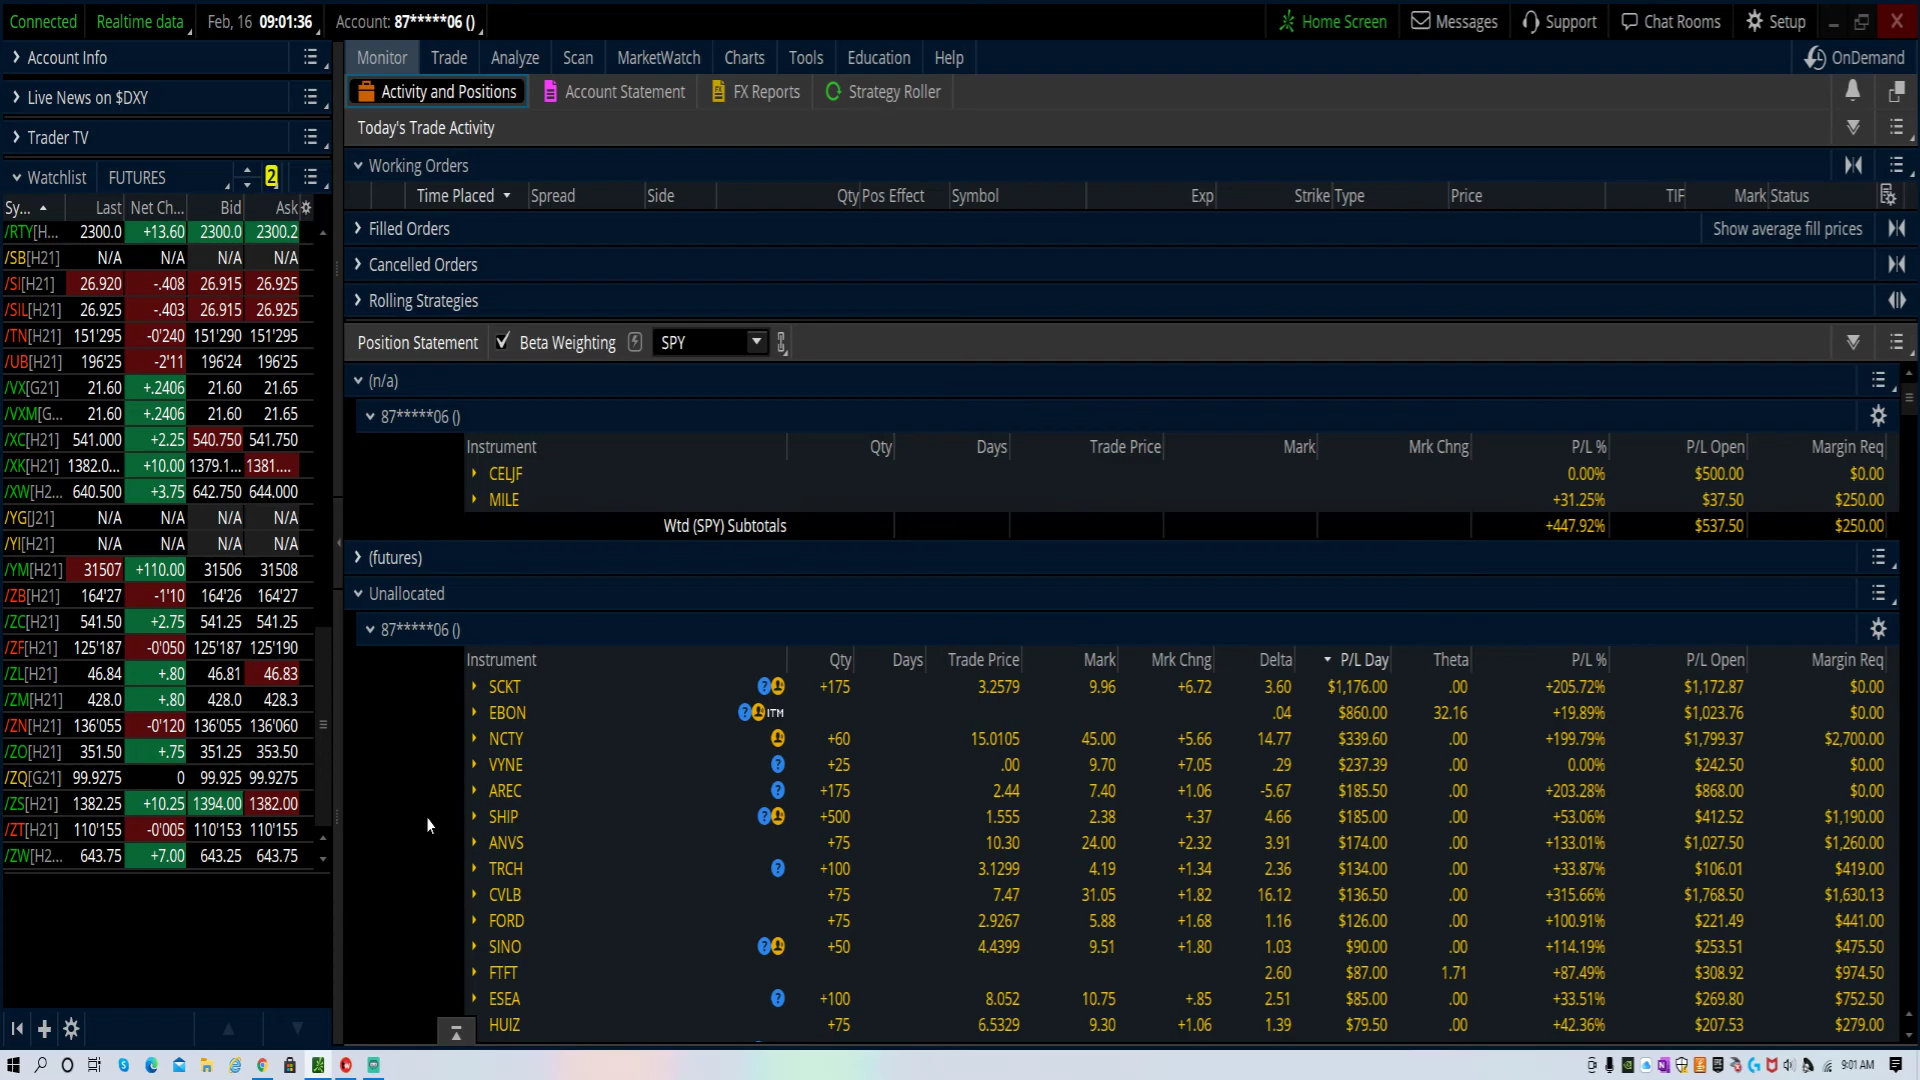 Connected Realtime data Feb, 16 09:01:36 Account: 87*****06 () Home Screen Messages Support Chat Rooms Setup
Account Info
Live News on $DXY
Trader TV
Watchlist FUTURES 2
Sy... Last Net Ch... Bid Ask
/RTY[H... 2300.0 +13.60 2300.0 2300.2
/SB[H21] N/A N/A N/A N/A
/SI[H21] 26.920 -.408 26.915 26.925
/SIL[H21] 26.925 -.403 26.915 26.925
/TN[H21] 151'295 -0'240 151'290 151'295
/UB[H21] 196'25 -2'11 196'24 196'25
/VX[G21] 21.60 +.2406 21.60 21.65
/VXM[G... 21.60 +.2406 21.60 21.65
/XC[H21] 541.000 +2.25 540.750 541.750
/XK[H21] 1382.0... +10.00 1379.1... 1381....
/XW[H2... 640.500 +3.75 642.750 644.000
/YG[J21] N/A N/A N/A N/A
/YI[H21] N/A N/A N/A N/A
/YM[H21] 31507 +110.00 31506 31508
/ZB[H21] 164'27 -1'10 164'26 164'27
/ZC[H21] 541.50 +2.75 541.25 541.25
/ZF[H21] 125'187 -0'050 125'187 125'190
/ZL[H21] 46.84 +.80 46.81 46.83
/ZM[H21] 428.0 +.80 428.0 428.3
/ZN[H21] 136'055 -0'120 136'055 136'060
/ZO[H21] 351.50 +.75 351.25 353.50
/ZQ[G21] 99.9275 0 99.925 99.9275
/ZS[H21] 1382.25 +10.25 1394.00 1382.00
/ZT[H21] 110'155 -0'005 110'153 110'155
/ZW[H2... 643.75 +7.00 643.25 643.75
Monitor Trade Analyze Scan MarketWatch Charts Tools Education Help OnDemand
Activity and Positions Account Statement FX Reports Strategy Roller
Today's Trade Activity
Working Orders
Time Placed Spread Side Qty Pos Effect Symbol Exp Strike Type Price TIF Mark Status
Filled Orders Show average fill prices
Cancelled Orders
Rolling Strategies
Position Statement Beta Weighting SPY
(n/a)
87*****06 ()
Instrument Qty Days Trade Price Mark Mrk Chng P/L % P/L Open Margin Req
CELJF 0.00% $500.00 $0.00
MILE +31.25% $37.50 $250.00
Wtd (SPY) Subtotals +447.92% $537.50 $250.00
(futures)
Unallocated
87*****06 ()
Instrument Qty Days Trade Price Mark Mrk Chng Delta P/L Day Theta P/L % P/L Open Margin Req
SCKT ? +175 3.2579 9.96 +6.72 3.60 $1,176.00 .00 +205.72% $1,172.87 $0.00
EBON ? ITM .04 $860.00 32.16 +19.89% $1,023.76 $0.00
NCTY +60 15.0105 45.00 +5.66 14.77 $339.60 .00 +199.79% $1,799.37 $2,700.00
VYNE ? +25 .00 9.70 +7.05 .29 $237.39 .00 0.00% $242.50 $0.00
AREC ? +175 2.44 7.40 +1.06 -5.67 $185.50 .00 +203.28% $868.00 $0.00
SHIP ? +500 1.555 2.38 +.37 4.66 $185.00 .00 +53.06% $412.52 $1,190.00
ANVS +75 10.30 24.00 +2.32 3.91 $174.00 .00 +133.01% $1,027.50 $1,260.00
TRCH ? +100 3.1299 4.19 +1.34 2.36 $134.00 .00 +33.87% $106.01 $419.00
CVLB +75 7.47 31.05 +1.82 16.12 $136.50 .00 +315.66% $1,768.50 $1,630.13
FORD +75 2.9267 5.88 +1.68 1.16 $126.00 .00 +100.91% $221.49 $441.00
SINO ? +50 4.4399 9.51 +1.80 1.03 $90.00 .00 +114.19% $253.51 $475.50
FTFT 2.60 $87.00 1.71 +87.49% $308.92 $974.50
ESEA ? +100 8.052 10.75 +.85 2.51 $85.00 .00 +33.51% $269.80 $752.50
HUIZ +75 6.5329 9.30 +1.06 1.39 $79.50 .00 +42.36% $207.53 $279.00
9:01 AM